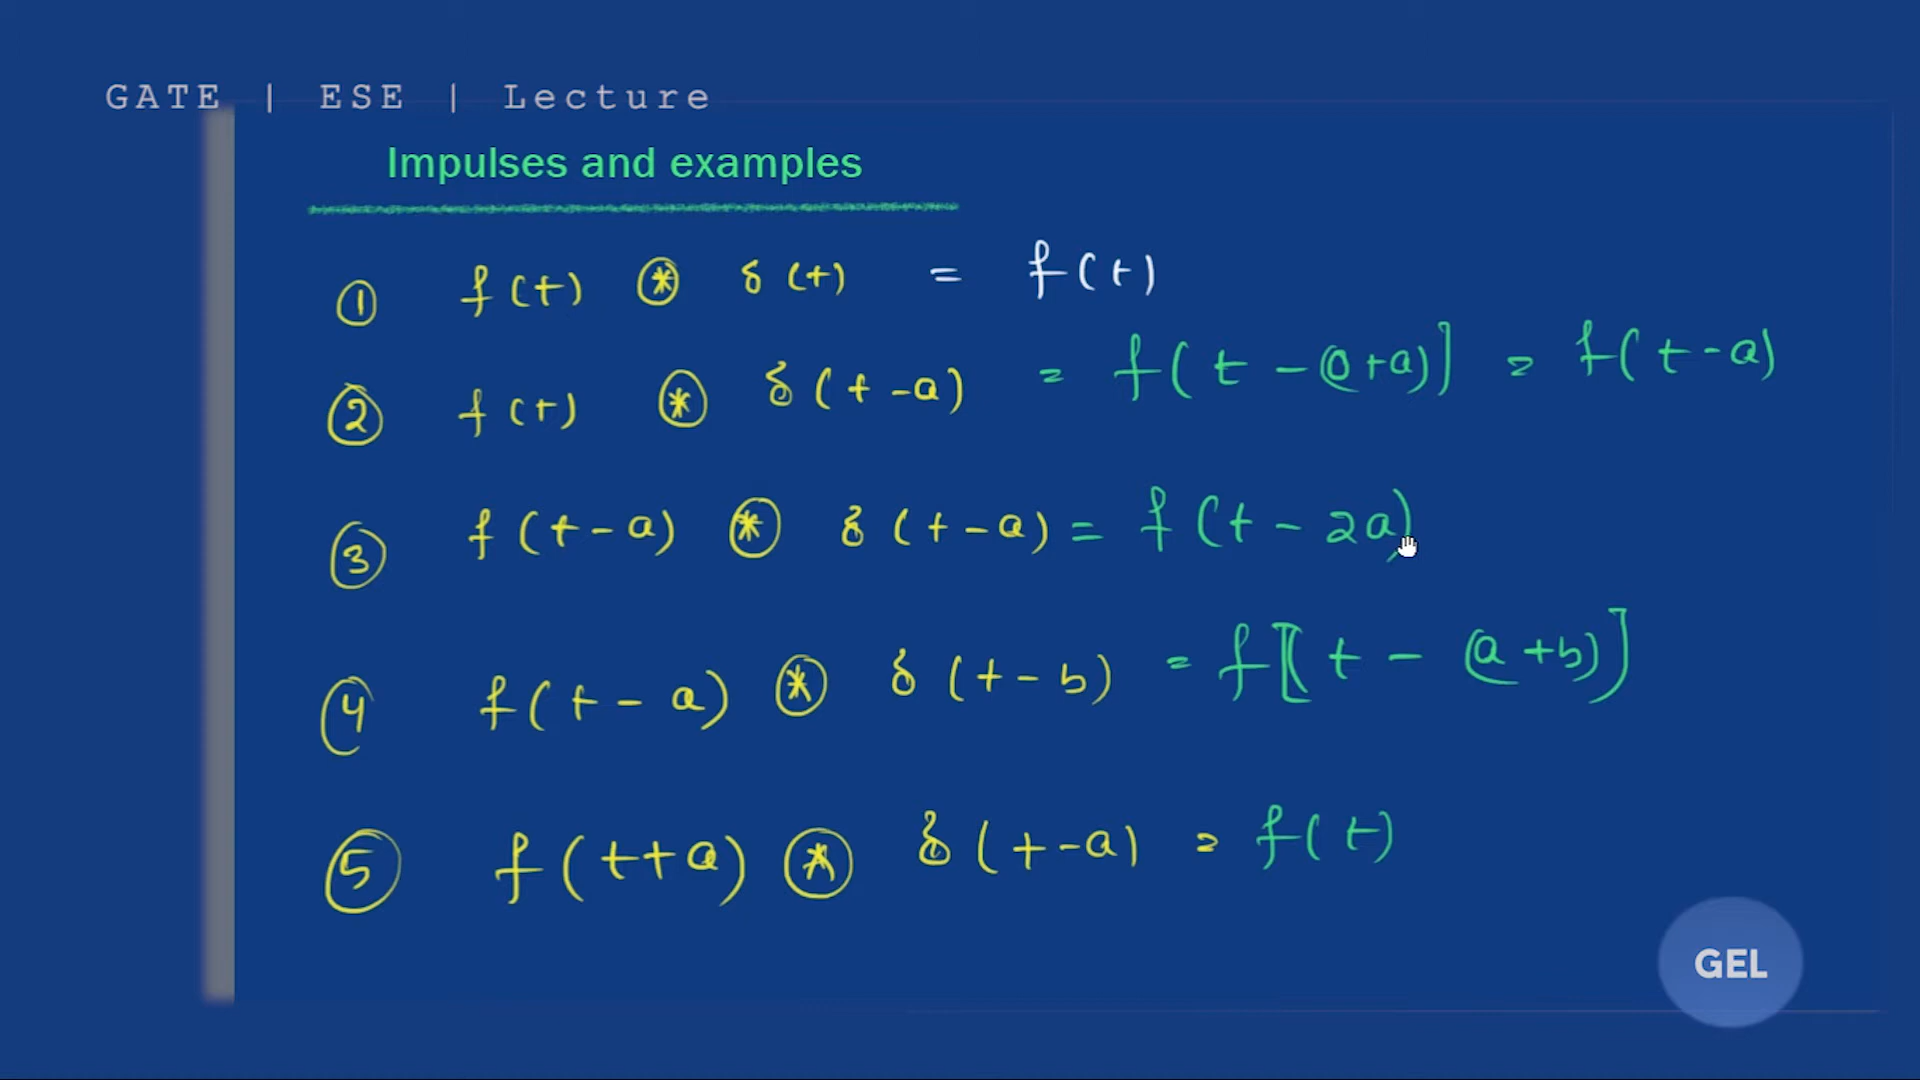 GATE | ESE | Lecture
Impulses and examples
① f(t) ⊛ δ(t) = f(t)
② f(t) ⊛ δ(t-a) = f(t-(0+a)] = f(t-a)
③ f(t-a) ⊛ δ(t-a) = f(t-2a)
④ f(t-a) ⊛ δ(t-b) = f[t-(a+b)]
⑤ f(t+a) ⊛ δ(t-a) = f(t)
GEL